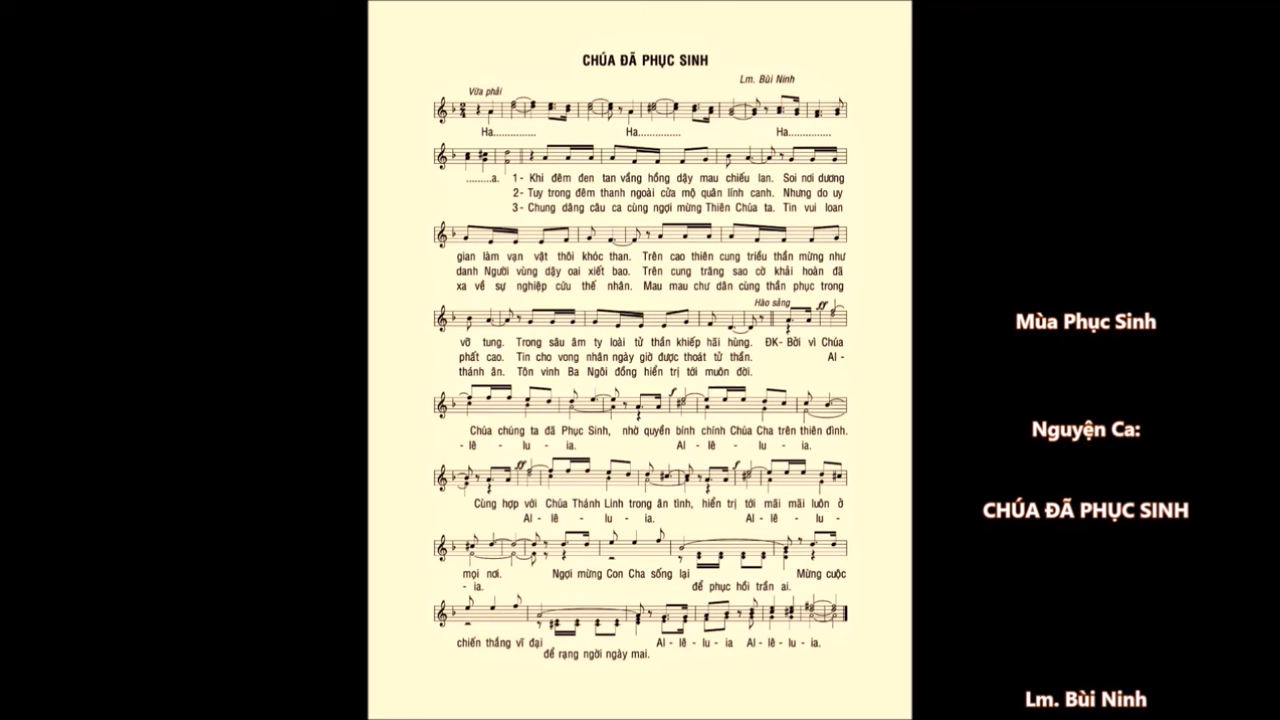 CHÚA ĐÃ PHỤC SINH
Lm. Bùi Ninh
Vừa phải
Ha.............. Ha.............. Ha..............
.........a. 1- Khi đêm đen tan vầng hồng dậy mau chiếu lan. Soi nơi dương
2- Tuy trong đêm thanh ngoài cửa mộ quân lính canh. Nhưng do uy
3- Chung dâng câu ca cùng ngợi mừng Thiên Chúa ta. Tin vui loan
gian làm vạn vật thôi khóc than. Trên cao thiên cung triều thần mừng như
danh Người vùng dậy oai xiết bao. Trên cung trăng sao cờ khải hoàn đã
xa về sự nghiệp cứu thế nhân. Mau mau chư dân cùng thần phục trong
Hào sảng ff
vỡ tung. Trong sâu âm ty loài tử thần khiếp hãi hùng. ĐK- Bởi vì Chúa
phất cao. Tin cho vong nhân ngày giờ được thoát tử thần. Al -
thánh ân. Tôn vinh Ba Ngôi đồng hiển trị tới muôn đời.
f
Chúa chúng ta đã Phục Sinh, nhờ quyền bính chính Chúa Cha trên thiên đình.
- lê - lu - ia. Al - lê - lu - ia.
ff f
Cùng hợp với Chúa Thánh Linh trong ân tình, hiển trị tới mãi mãi luôn ở
Al - lê - lu - ia. Al - lê - lu -
mọi nơi. Ngợi mừng Con Cha sống lại Mừng cuộc
- ia. để phục hồi trần ai.
chiến thắng vĩ đại Al - lê - lu - ia Al - lê - lu - ia.
để rạng ngời ngày mai.
Mùa Phục Sinh
Nguyện Ca:
CHÚA ĐÃ PHỤC SINH
Lm. Bùi Ninh